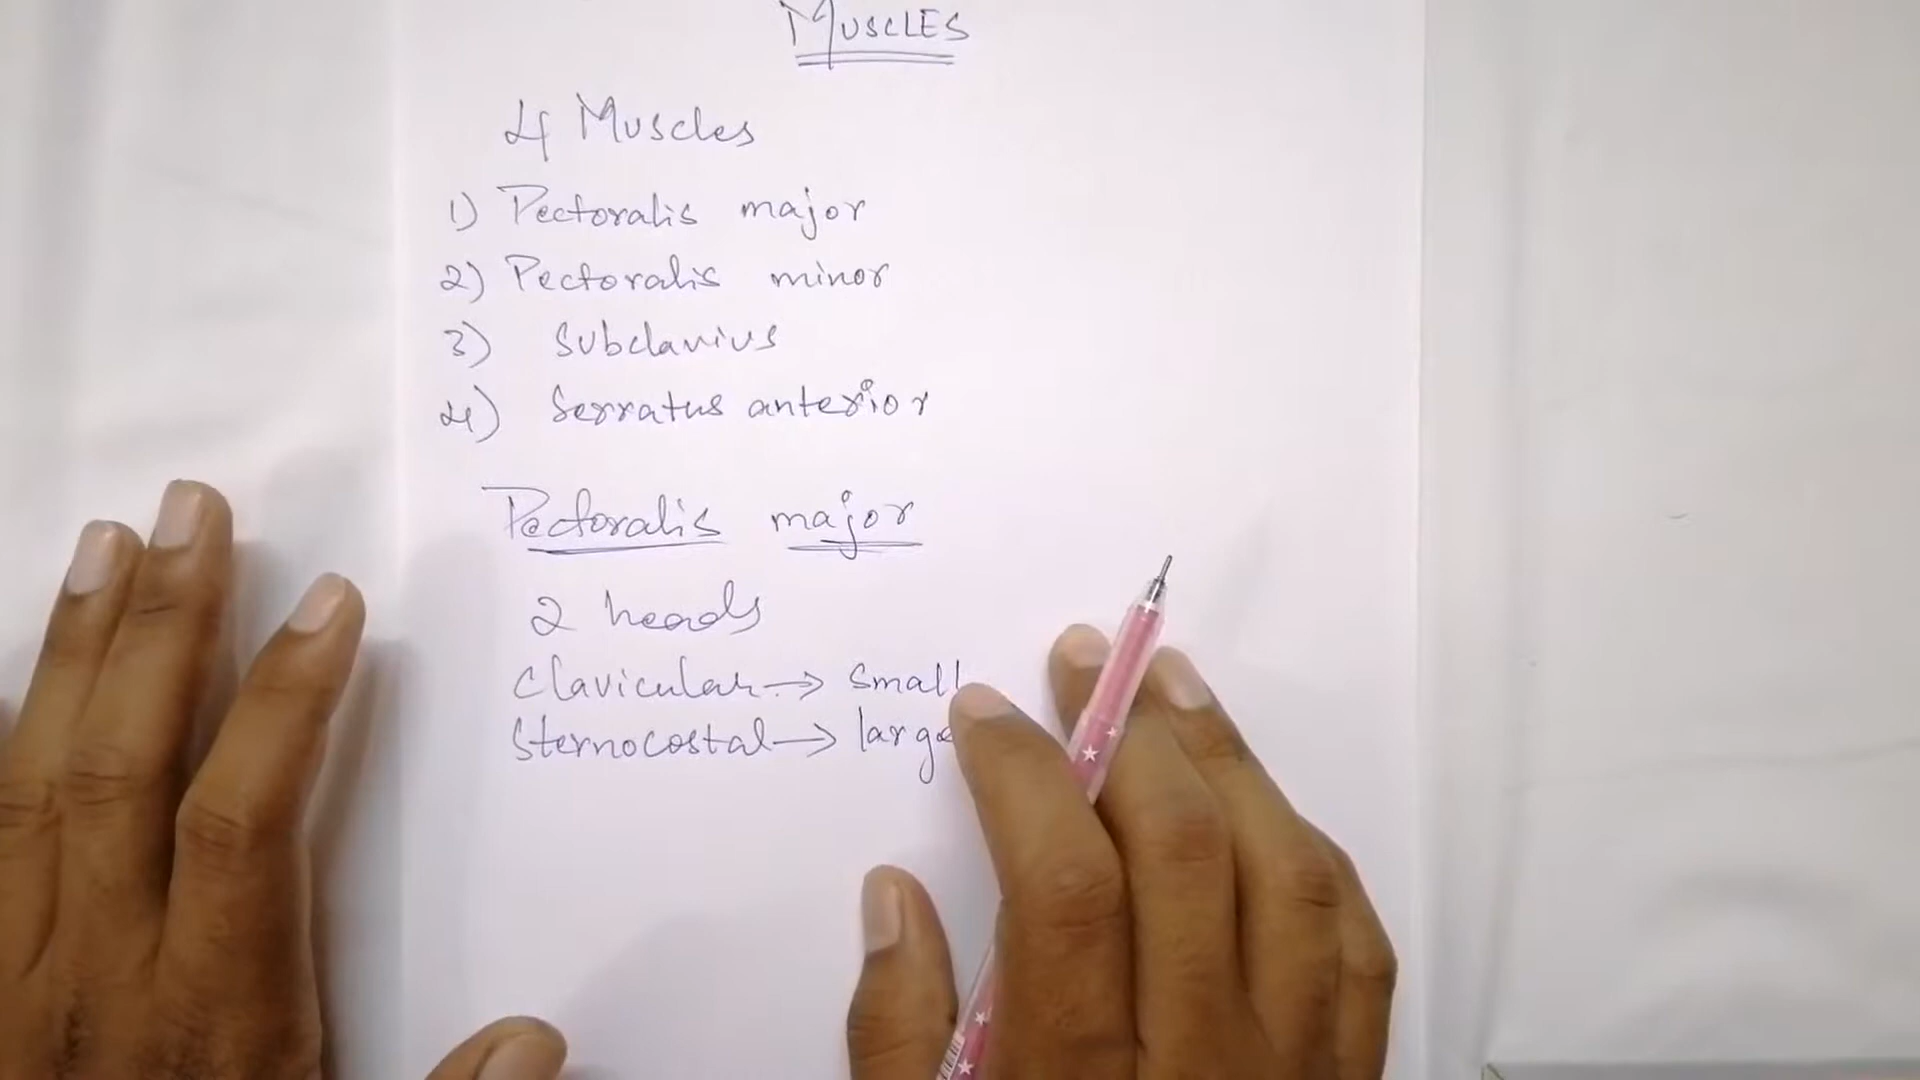 MUSCLES
4 Muscles
1) Pectoralis major
2) Pectoralis minor
3) Subclavius
4) Serratus anterior
Pectoralis major
2 heads
Clavicular → small
Sternocostal → large